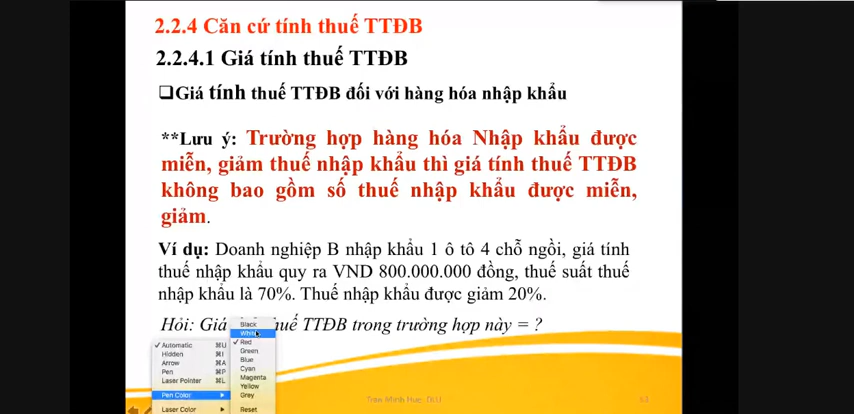 2.2.4 Căn cứ tính thuế TTĐB
2.2.4.1 Giá tính thuế TTĐB
❑Giá tính thuế TTĐB đối với hàng hóa nhập khẩu
**Lưu ý: Trường hợp hàng hóa Nhập khẩu được
miễn, giảm thuế nhập khẩu thì giá tính thuế TTĐB
không bao gồm số thuế nhập khẩu được miễn,
giảm.
Ví dụ: Doanh nghiệp B nhập khẩu 1 ô tô 4 chỗ ngồi, giá tính
thuế nhập khẩu quy ra VND 800.000.000 đồng, thuế suất thuế
nhập khẩu là 70%. Thuế nhập khẩu được giảm 20%.
Hỏi: Giá thuế TTĐB trong trường hợp này = ?
✓ Automatic ⌘U
Hidden ⌘I
Arrow ⌘A
Pen ⌘P
Laser Pointer ⌘L
Pen Color ▶
Laser Color ▶
Black
White
✓ Red
Green
Blue
Cyan
Magenta
Yellow
Grey
Reset
Tran Minh Hue,